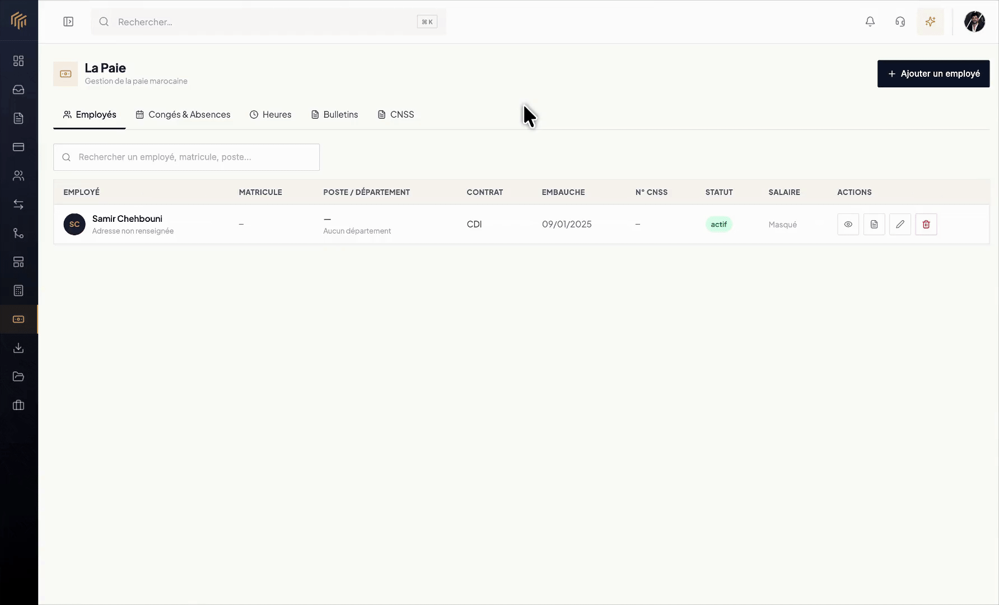 Rechercher...
⌘ K
La Paie
Gestion de la paie marocaine
+ Ajouter un employé
Employés
Congés & Absences
Heures
Bulletins
CNSS
Rechercher un employé, matricule, poste...
EMPLOYÉ MATRICULE POSTE / DÉPARTEMENT CONTRAT EMBAUCHE N° CNSS STATUT SALAIRE ACTIONS
SC Samir Chehbouni – — CDI 09/01/2025 – actif Masqué
Adresse non renseignée Aucun département